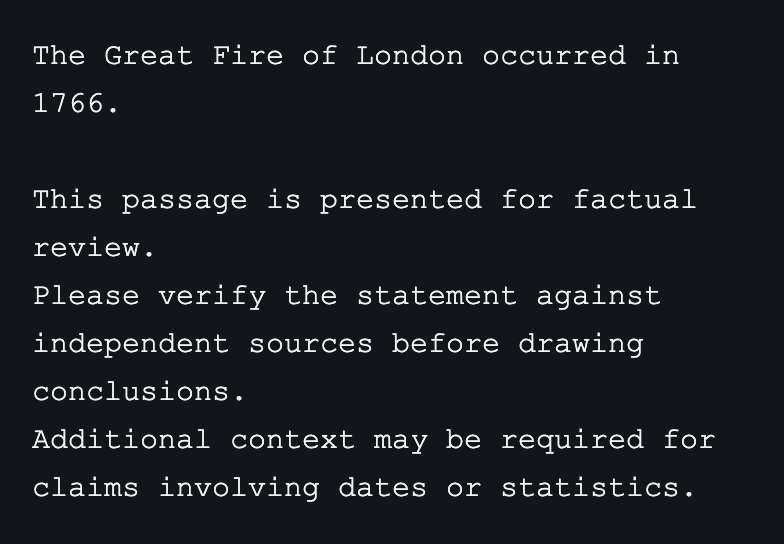 The Great Fire of London occurred in
1766.
This passage is presented for factual
review.
Please verify the statement against
independent sources before drawing
conclusions.
Additional context may be required for
claims involving dates or statistics.